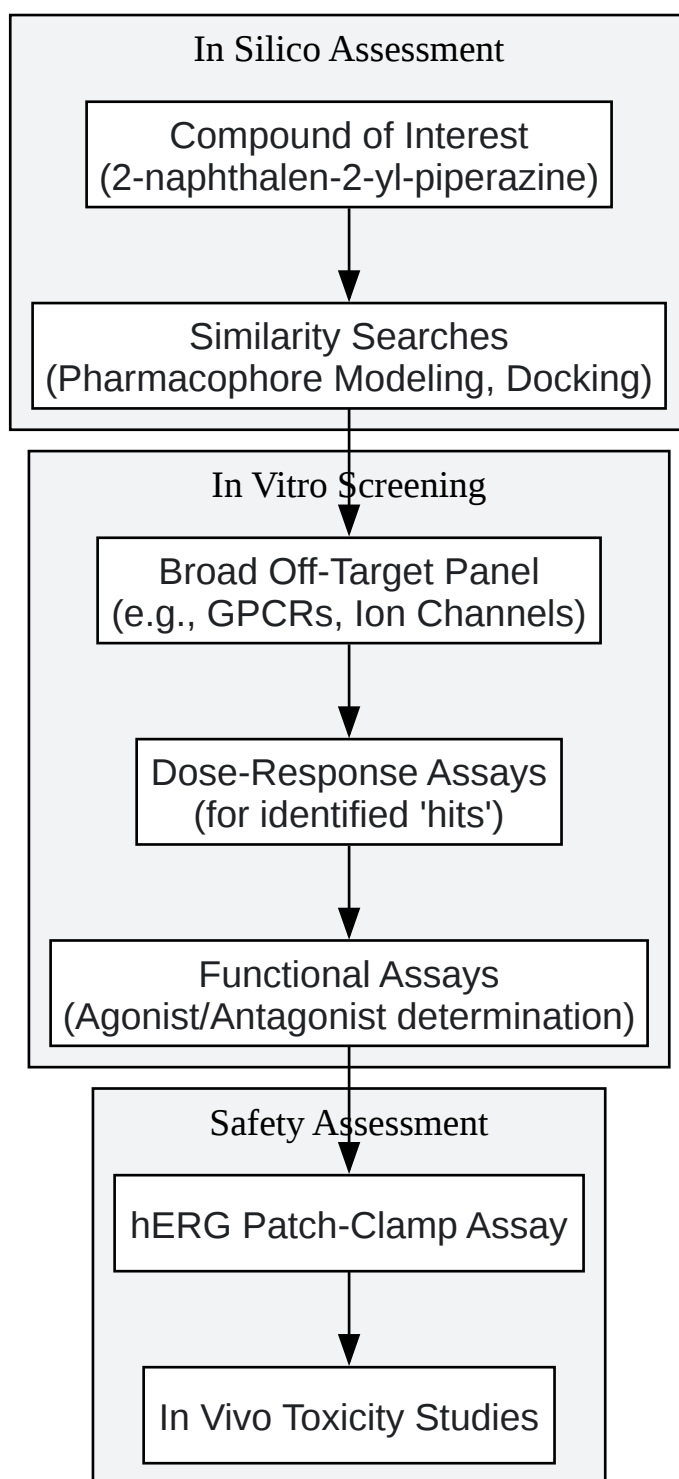 In Silico Assessment
Compound of Interest
(2-naphthalen-2-yl-piperazine)
Similarity Searches
(Pharmacophore Modeling, Docking)
In Vitro Screening
Broad Off-Target Panel
(e.g., GPCRs, Ion Channels)
Dose-Response Assays
(for identified 'hits')
Functional Assays
(Agonist/Antagonist determination)
Safety Assessment
hERG Patch-Clamp Assay
In Vivo Toxicity Studies